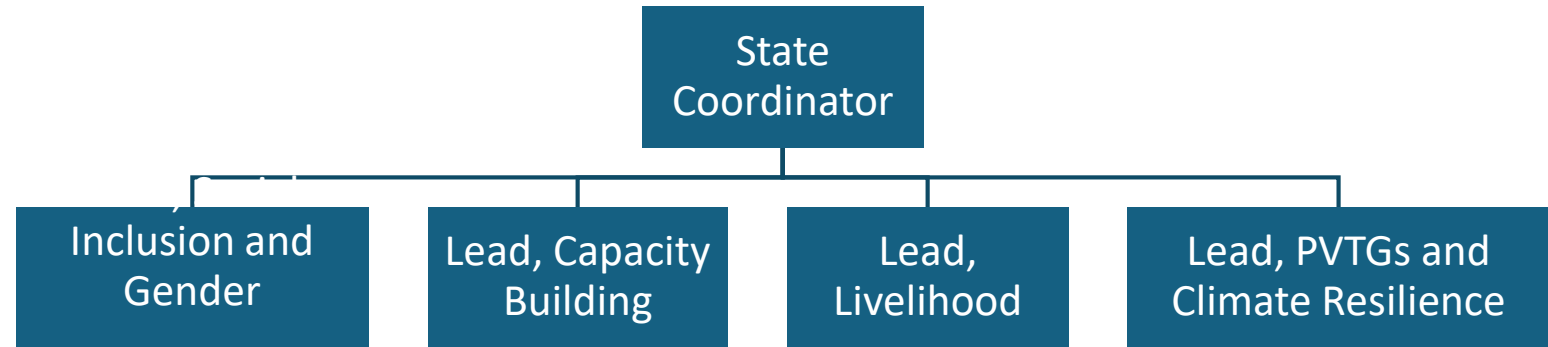 State
Coordinator
Inclusion and
Gender
Lead, Capacity
Building
Lead,
Livelihood
Lead, PVTGs and
Climate Resilience